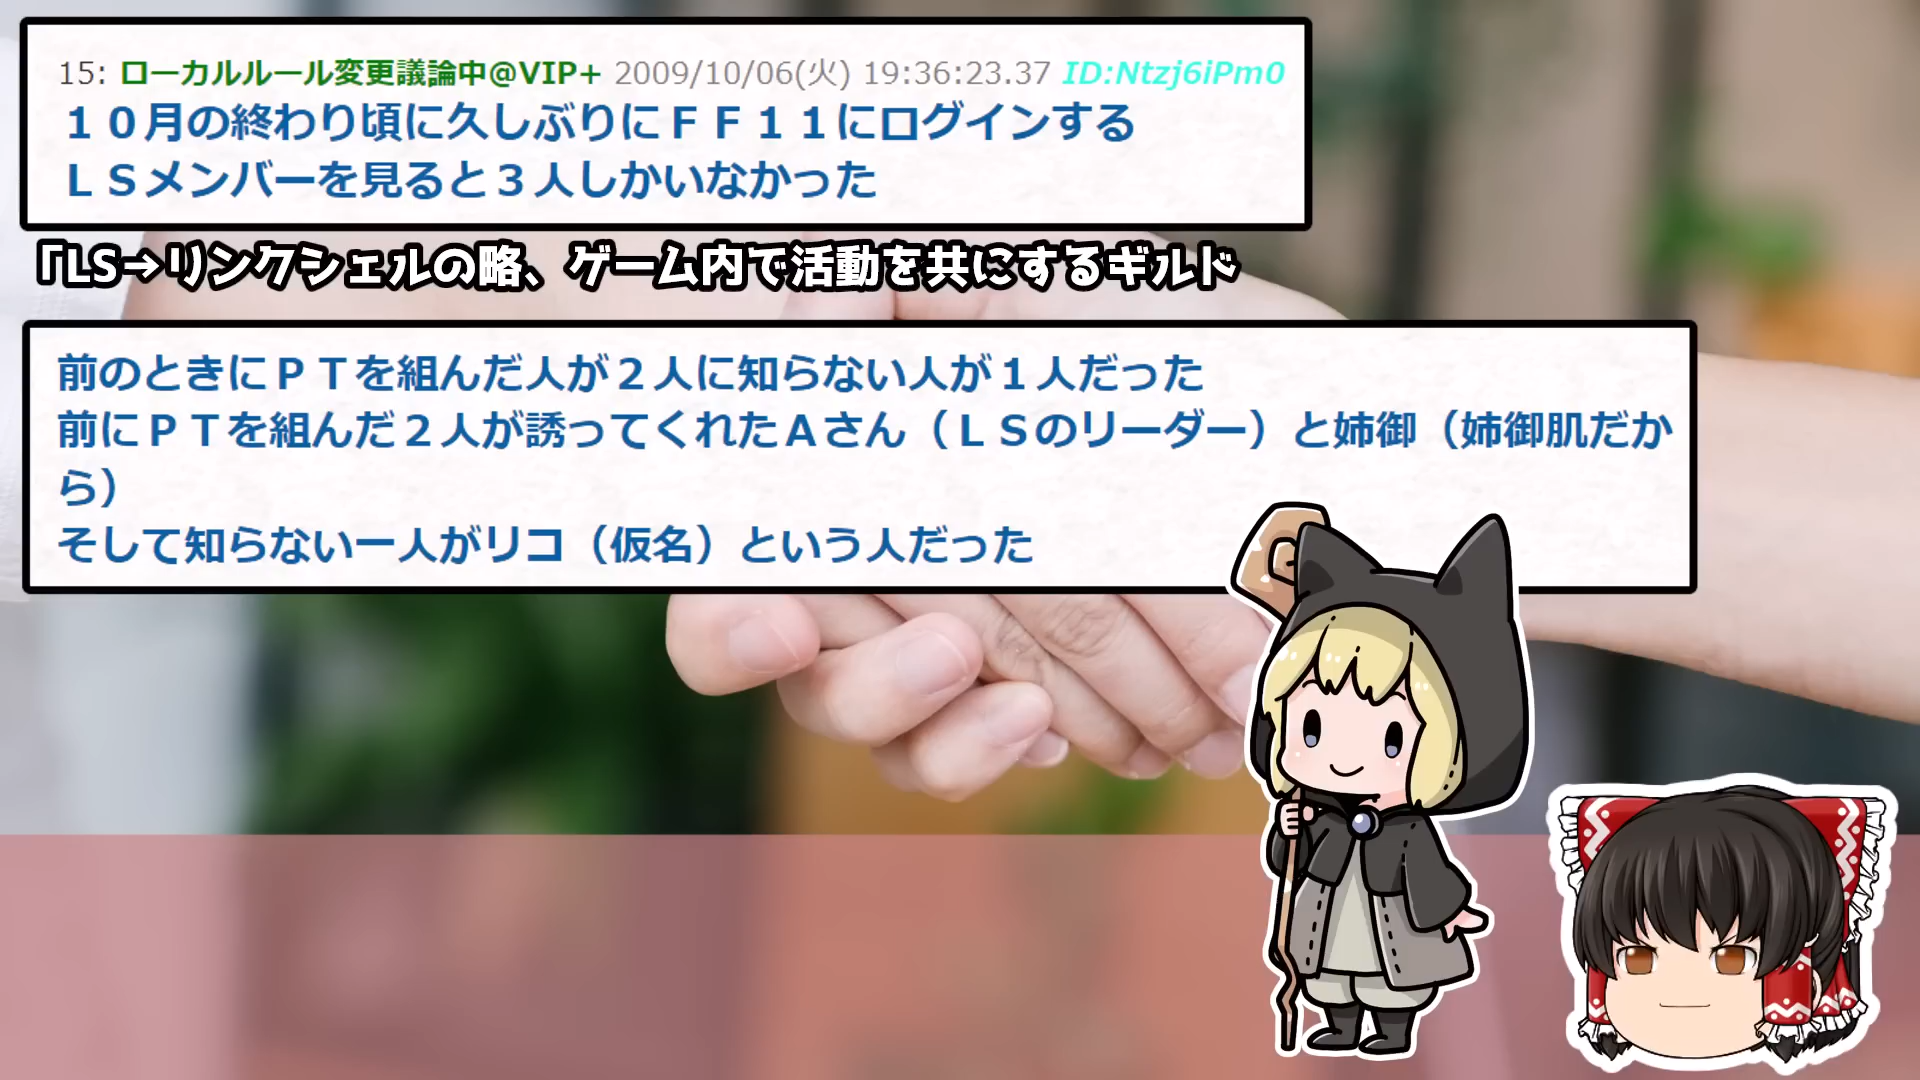 15: ローカルルール変更議論中@VIP+ 2009/10/06(火) 19:36:23.37 ID:Ntzj6iPm0
１０月の終わり頃に久しぶりにＦＦ１１にログインする
ＬＳメンバーを見ると３人しかいなかった
「LS→リンクシェルの略、ゲーム内で活動を共にするギルド
前のときにＰＴを組んだ人が２人に知らない人が１人だった
前にＰＴを組んだ２人が誘ってくれたＡさん（ＬＳのリーダー）と姉御（姉御肌だか
ら）
そして知らない一人がリコ（仮名）という人だった